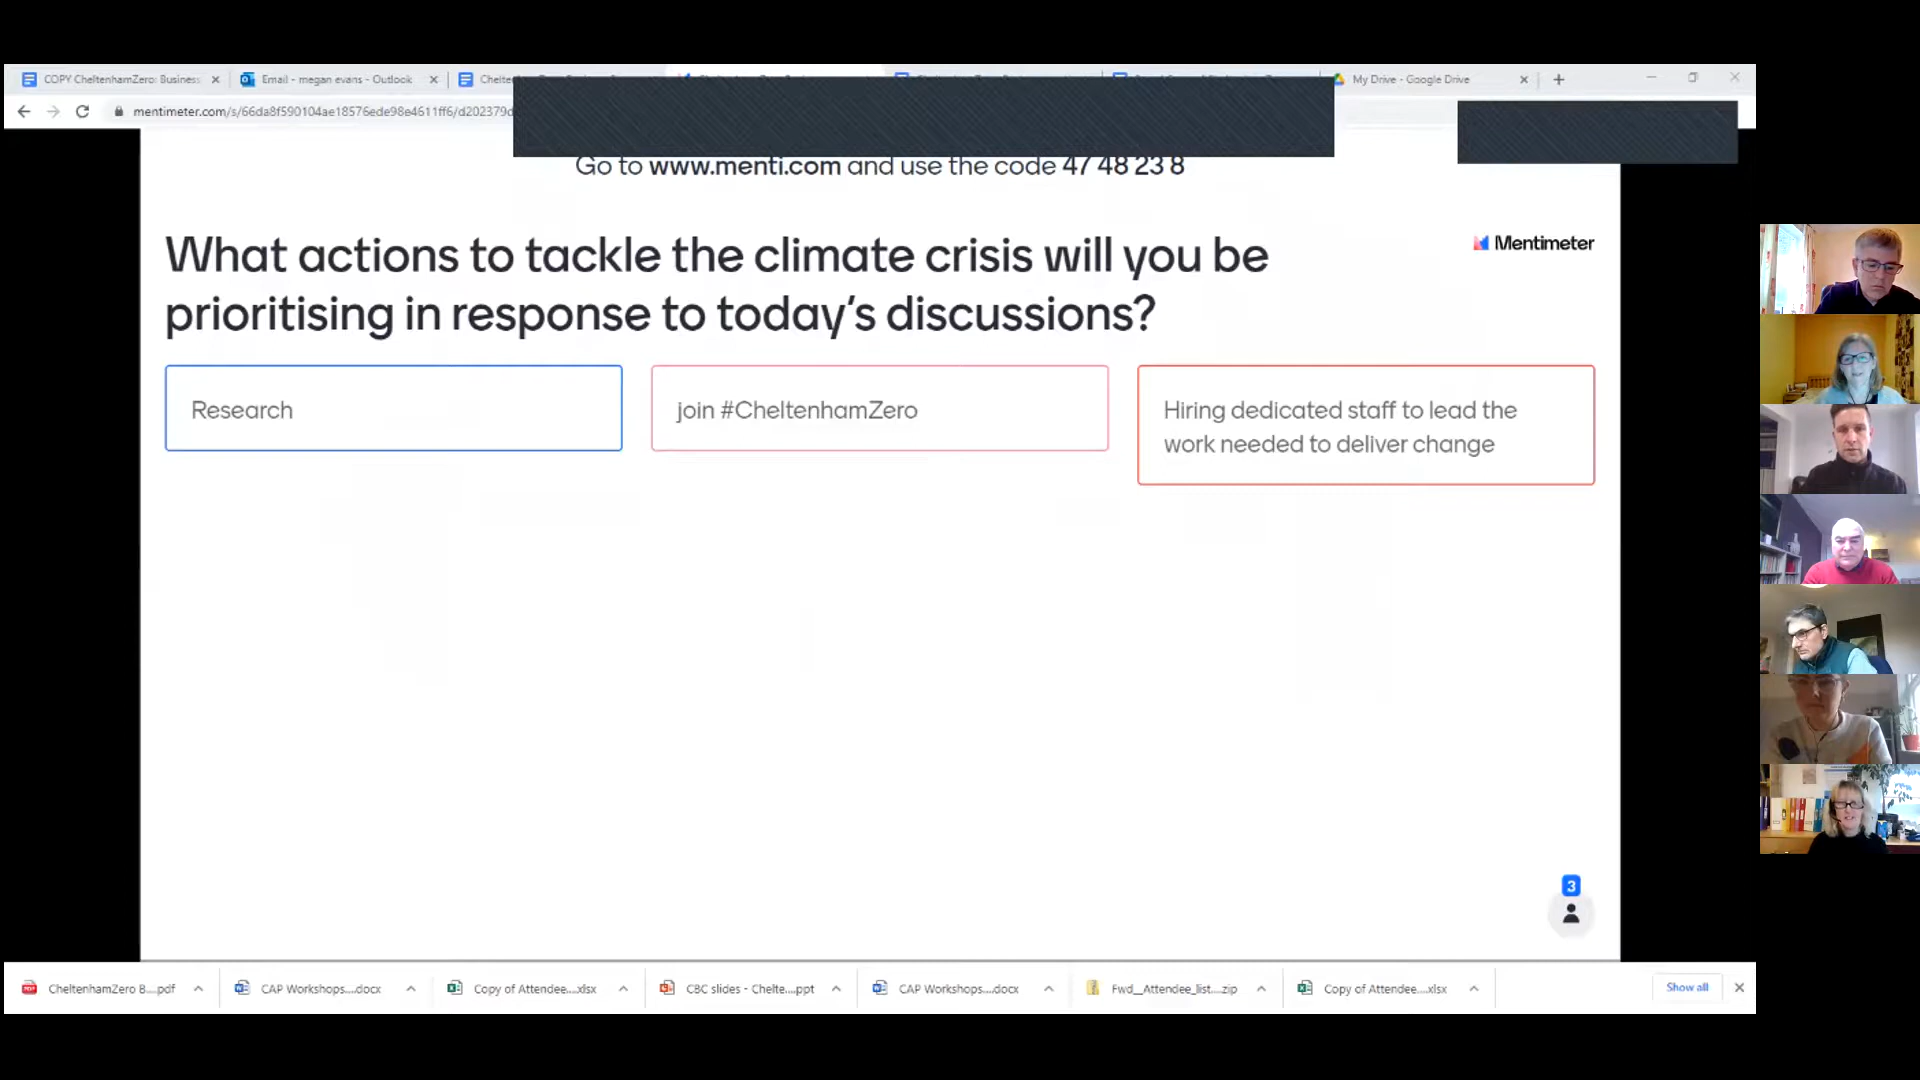 COPY CheltenhamZero: Business
Email - megan evans - Outlook
My Drive - Google Drive
mentimeter.com/s/66da8f590104ae18576ede98e4611ff6/d202379d
Go to www.menti.com and use the code 47 48 23 8
What actions to tackle the climate crisis will you be
prioritising in response to today's discussions?
Mentimeter
Research
join #CheltenhamZero
Hiring dedicated staff to lead the
work needed to deliver change
3
CheltenhamZero B....pdf
CAP Workshops....docx
Copy of Attendee....xlsx
CBC slides - Chelte....ppt
CAP Workshops....docx
Fwd__Attendee_list....zip
Copy of Attendee....xlsx
Show all